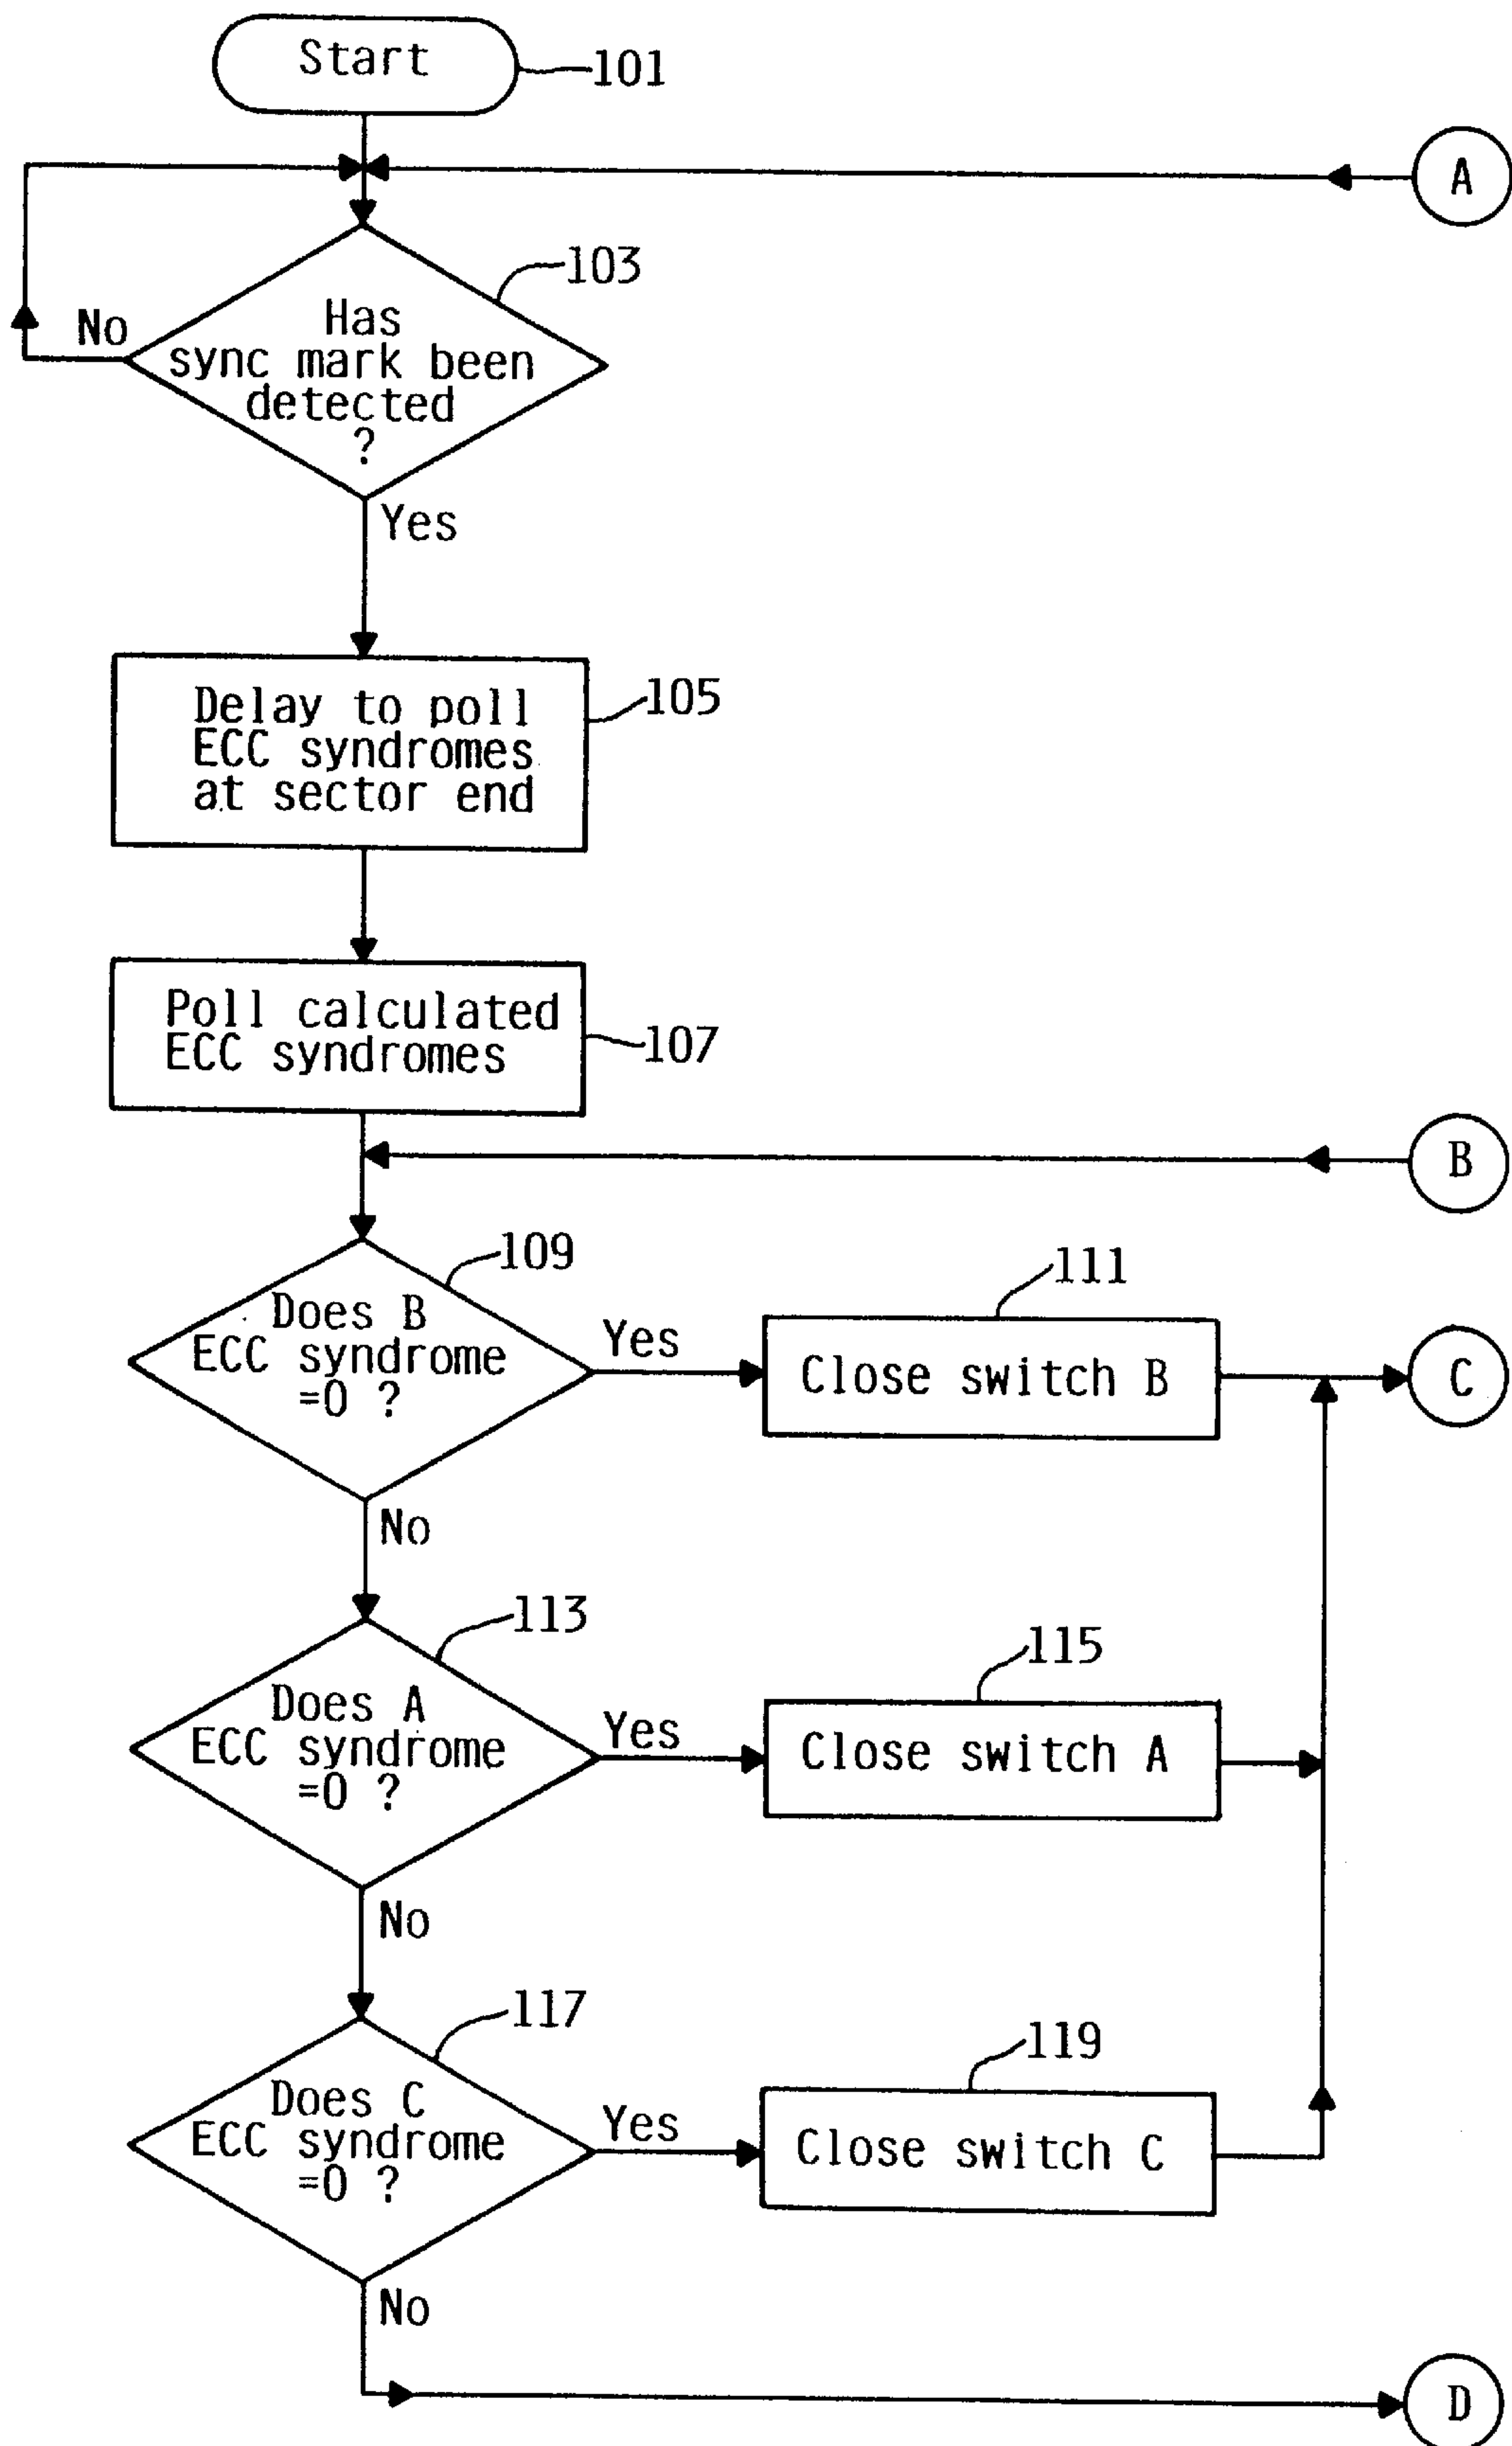 Start
101
A
103
No
Has
sync mark been
detected
?
Yes
Delay to poll
ECC syndromes
at sector end
105
Poll calculated
ECC syndromes
107
B
109
Does B
ECC syndrome
=0 ?
Yes
111
Close switch B
C
No
113
Does A
ECC syndrome
=0 ?
Yes
115
Close switch A
No
117
Does C
ECC syndrome
=0 ?
Yes
119
Close switch C
No
D